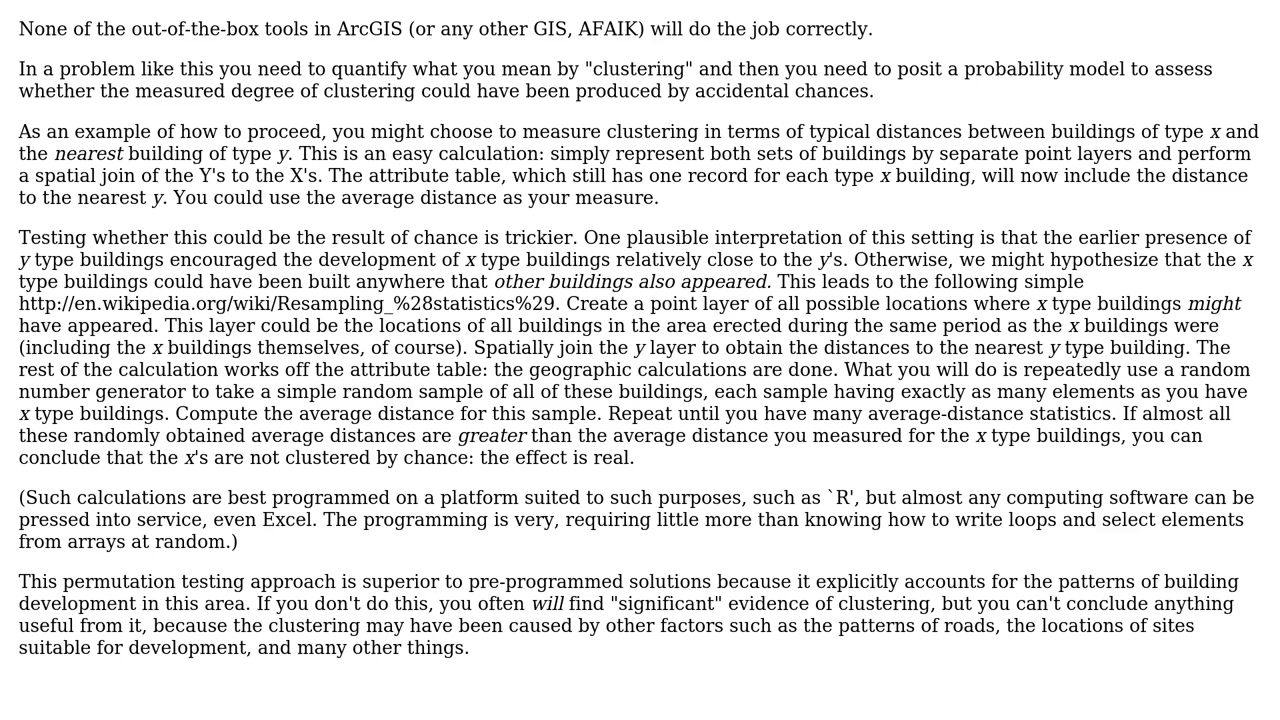 None of the out-of-the-box tools in ArcGIS (or any other GIS, AFAIK) will do the job correctly.
In a problem like this you need to quantify what you mean by "clustering" and then you need to posit a probability model to assess
whether the measured degree of clustering could have been produced by accidental chances.
As an example of how to proceed, you might choose to measure clustering in terms of typical distances between buildings of type x and
the nearest building of type y. This is an easy calculation: simply represent both sets of buildings by separate point layers and perform
a spatial join of the Y's to the X's. The attribute table, which still has one record for each type x building, will now include the distance
to the nearest y. You could use the average distance as your measure.
Testing whether this could be the result of chance is trickier. One plausible interpretation of this setting is that the earlier presence of
y type buildings encouraged the development of x type buildings relatively close to the y's. Otherwise, we might hypothesize that the x
type buildings could have been built anywhere that other buildings also appeared. This leads to the following simple
http://en.wikipedia.org/wiki/Resampling_%28statistics%29. Create a point layer of all possible locations where x type buildings might
have appeared. This layer could be the locations of all buildings in the area erected during the same period as the x buildings were
(including the x buildings themselves, of course). Spatially join the y layer to obtain the distances to the nearest y type building. The
rest of the calculation works off the attribute table: the geographic calculations are done. What you will do is repeatedly use a random
number generator to take a simple random sample of all of these buildings, each sample having exactly as many elements as you have
x type buildings. Compute the average distance for this sample. Repeat until you have many average-distance statistics. If almost all
these randomly obtained average distances are greater than the average distance you measured for the x type buildings, you can
conclude that the x's are not clustered by chance: the effect is real.
(Such calculations are best programmed on a platform suited to such purposes, such as `R', but almost any computing software can be
pressed into service, even Excel. The programming is very, requiring little more than knowing how to write loops and select elements
from arrays at random.)
This permutation testing approach is superior to pre-programmed solutions because it explicitly accounts for the patterns of building
development in this area. If you don't do this, you often will find "significant" evidence of clustering, but you can't conclude anything
useful from it, because the clustering may have been caused by other factors such as the patterns of roads, the locations of sites
suitable for development, and many other things.